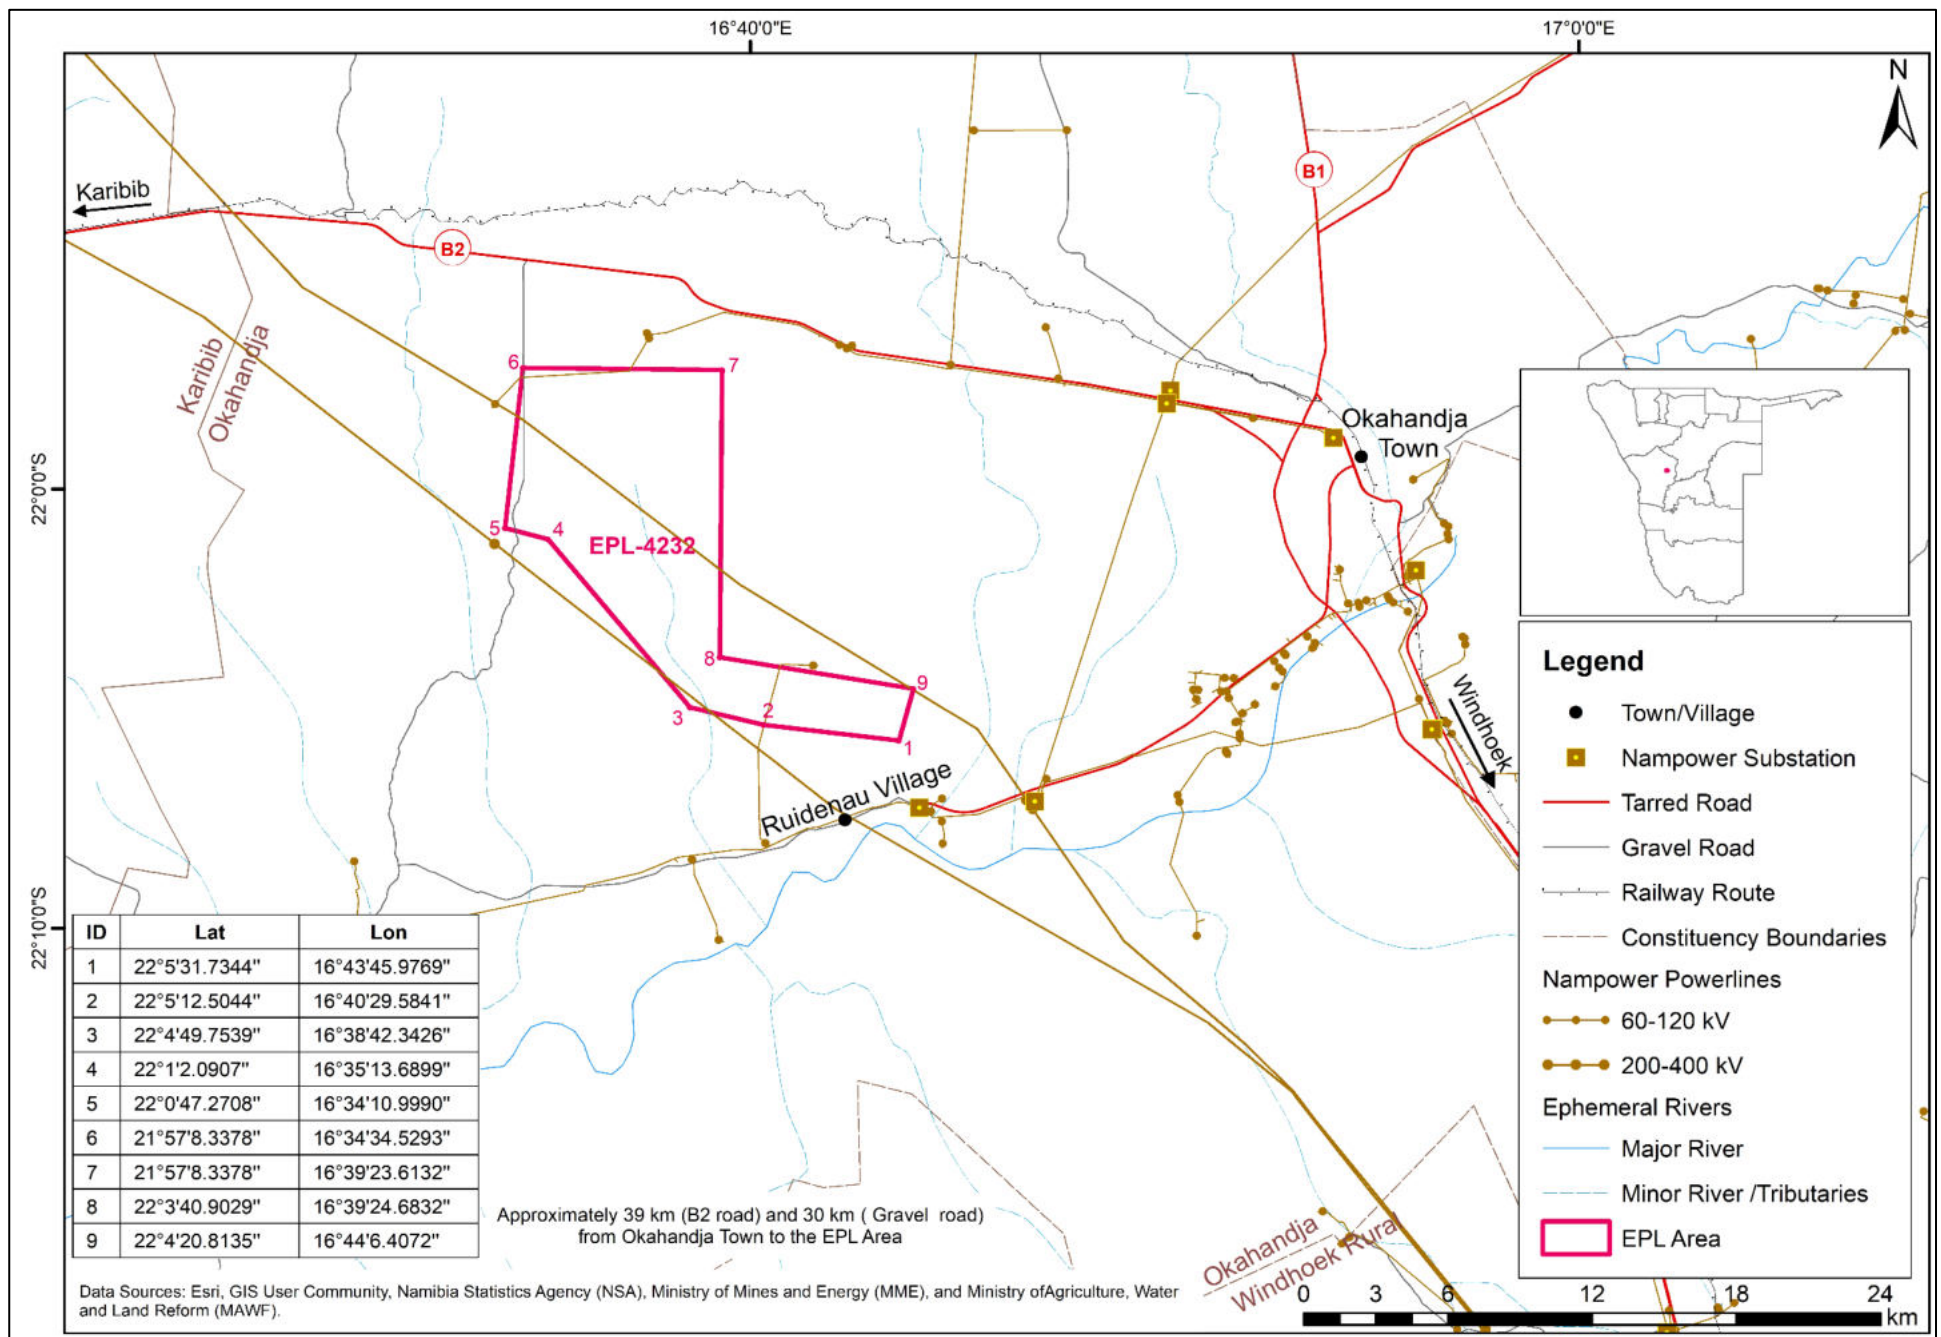 16°40'0"E
17°0'0"E
N
B1
Karibib
B2
Karibib
Okahandja
6
7
Okahandja
Town
22°0'0"S
5
4
EPL-4232
8
9
3
2
1
Windhoek
Ruidenau Village
22°10'0"S
Legend
Town/Village
Nampower Substation
Tarred Road
Gravel Road
Railway Route
Constituency Boundaries
Nampower Powerlines
60-120 kV
200-400 kV
Ephemeral Rivers
Major River
Minor River /Tributaries
EPL Area
ID Lat Lon
1 22°5'31.7344" 16°43'45.9769"
2 22°5'12.5044" 16°40'29.5841"
3 22°4'49.7539" 16°38'42.3426"
4 22°1'2.0907" 16°35'13.6899"
5 22°0'47.2708" 16°34'10.9990"
6 21°57'8.3378" 16°34'34.5293"
7 21°57'8.3378" 16°39'23.6132"
8 22°3'40.9029" 16°39'24.6832"
9 22°4'20.8135" 16°44'6.4072"
Approximately 39 km (B2 road) and 30 km ( Gravel road)
from Okahandja Town to the EPL Area
Okahandja
Windhoek Rural
Data Sources: Esri, GIS User Community, Namibia Statistics Agency (NSA), Ministry of Mines and Energy (MME), and Ministry ofAgriculture, Water
and Land Reform (MAWF).
0 3 6 12 18 24
km